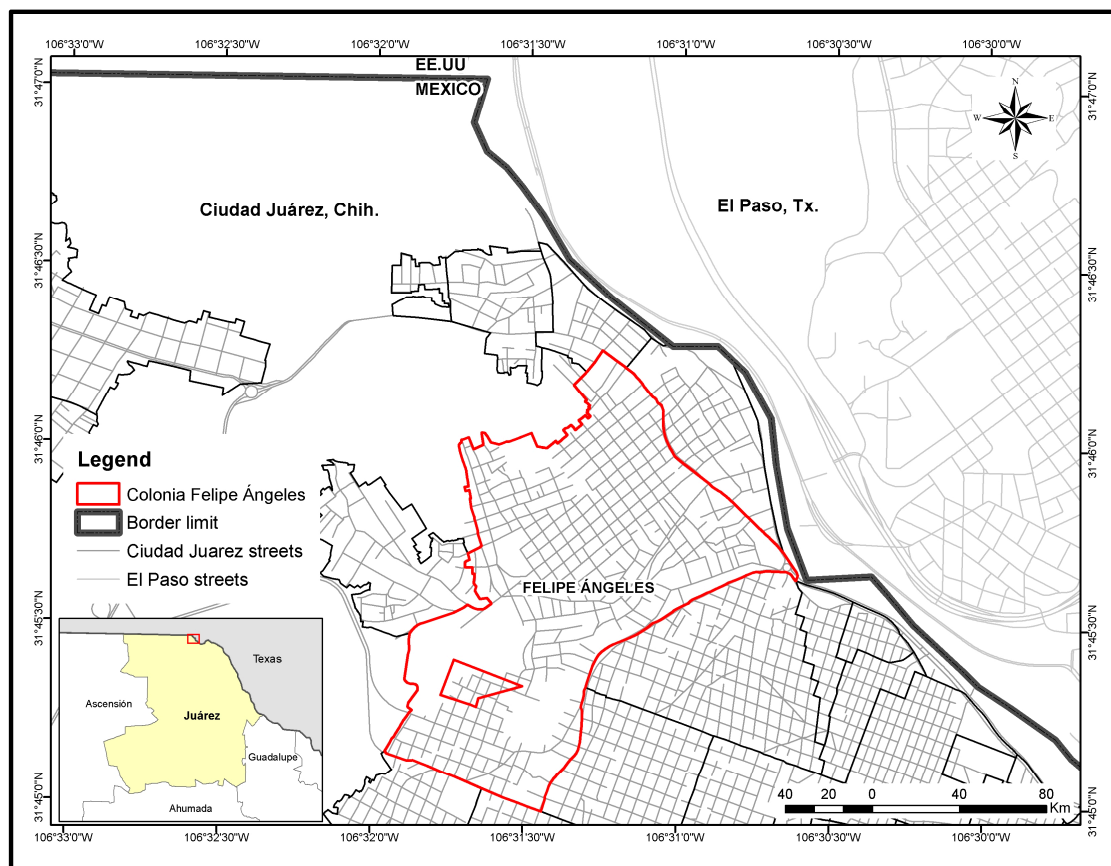 106°33'0"W 106°32'30"W 106°32'0"W 106°31'30"W 106°31'0"W 106°30'30"W 106°30'0"W
EE.UU
MEXICO
31°47'0"N
31°47'0"N
N
W E
S
Ciudad Juárez, Chih.
El Paso, Tx.
31°46'30"N
31°46'30"N
31°46'0"N
31°46'0"N
Legend
Colonia Felipe Ángeles
Border limit
Ciudad Juarez streets
El Paso streets
FELIPE ÁNGELES
31°45'30"N
31°45'30"N
Texas
Ascensión
Juárez
Guadalupe
Ahumada
31°45'0"N
31°45'0"N
40 20 0 40 80
Km
106°33'0"W 106°32'30"W 106°32'0"W 106°31'30"W 106°31'0"W 106°30'30"W 106°30'0"W